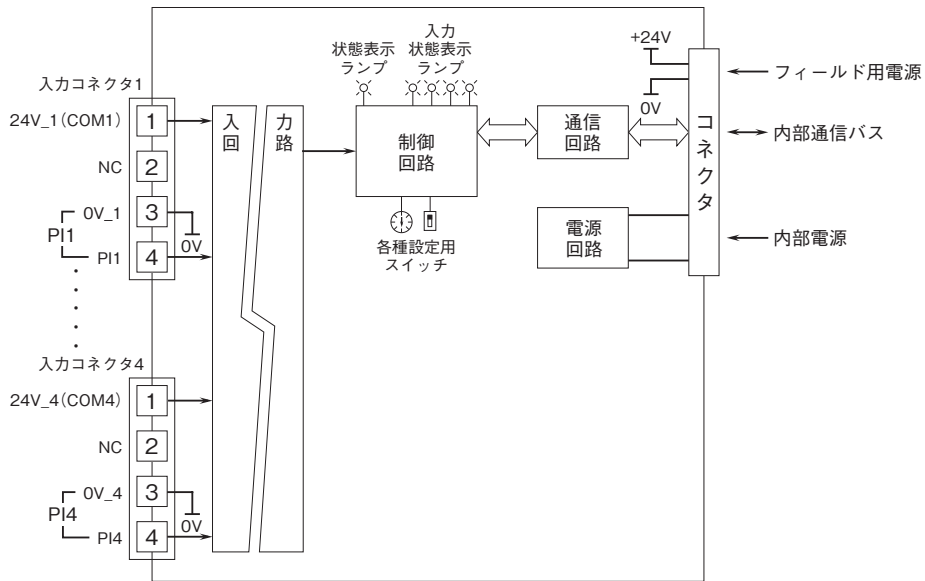 入力コネクタ1
24V_1(COM1)
1
NC
2
0V_1
3
0V
PI1
PI1
4
入力コネクタ4
24V_4(COM4)
1
NC
2
0V_4
3
0V
PI4
PI4
4
入力
回路
状態表示
ランプ
入力
状態表示
ランプ
制御
回路
各種設定用
スイッチ
通信
回路
電源
回路
+24V
0V
コネクタ
フィールド用電源
内部通信バス
内部電源